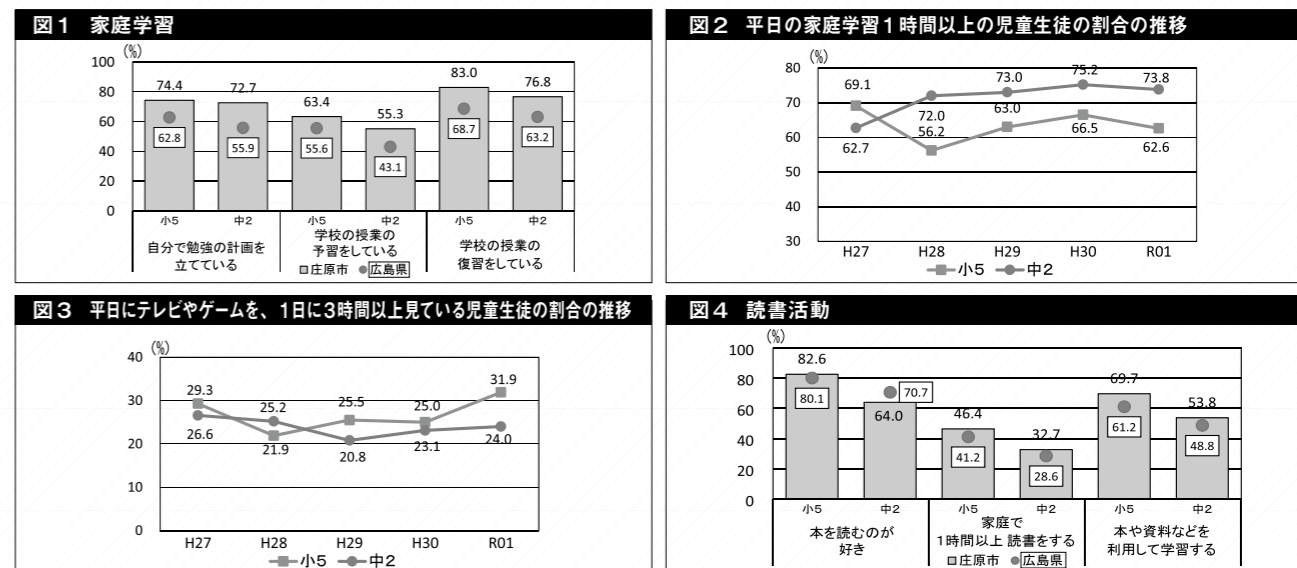 図1 家庭学習
(%)
100
80
60
40
20
0
74.4
72.7
63.4
55.3
83.0
76.8
62.8
55.9
55.6
43.1
68.7
63.2
小5 中2 小5 中2 小5 中2
自分で勉強の計画を
立てている
学校の授業の
予習をしている
学校の授業の
復習をしている
庄原市 広島県
図2 平日の家庭学習1時間以上の児童生徒の割合の推移
(%)
80
70
60
50
40
30
69.1
62.7
72.0
56.2
73.0
63.0
75.2
66.5
73.8
62.6
H27 H28 H29 H30 R01
小5 中2
図3 平日にテレビやゲームを、1日に3時間以上見ている児童生徒の割合の推移
(%)
40
30
20
10
0
29.3
26.6
25.2
21.9
25.5
20.8
25.0
23.1
31.9
24.0
H27 H28 H29 H30 R01
小5 中2
図4 読書活動
(%)
100
80
60
40
20
0
82.6
80.1
70.7
64.0
46.4
41.2
32.7
28.6
69.7
61.2
53.8
48.8
小5 中2 小5 中2 小5 中2
本を読むのが
好き
家庭で
1時間以上 読書をする
本や資料などを
利用して学習する
庄原市 広島県